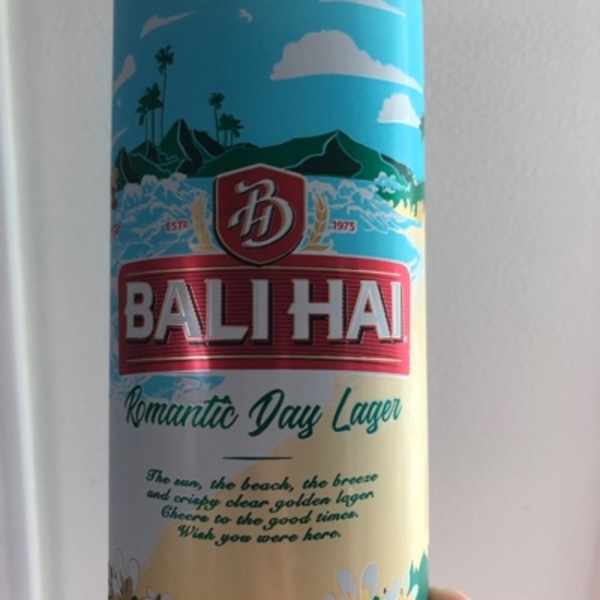 BH
ESTD 1975
BALI HAI
Romantic Day Lager
The sun, the beach, the breeze
and crispy clear golden lager.
Cheers to the good times.
Wish you were here.